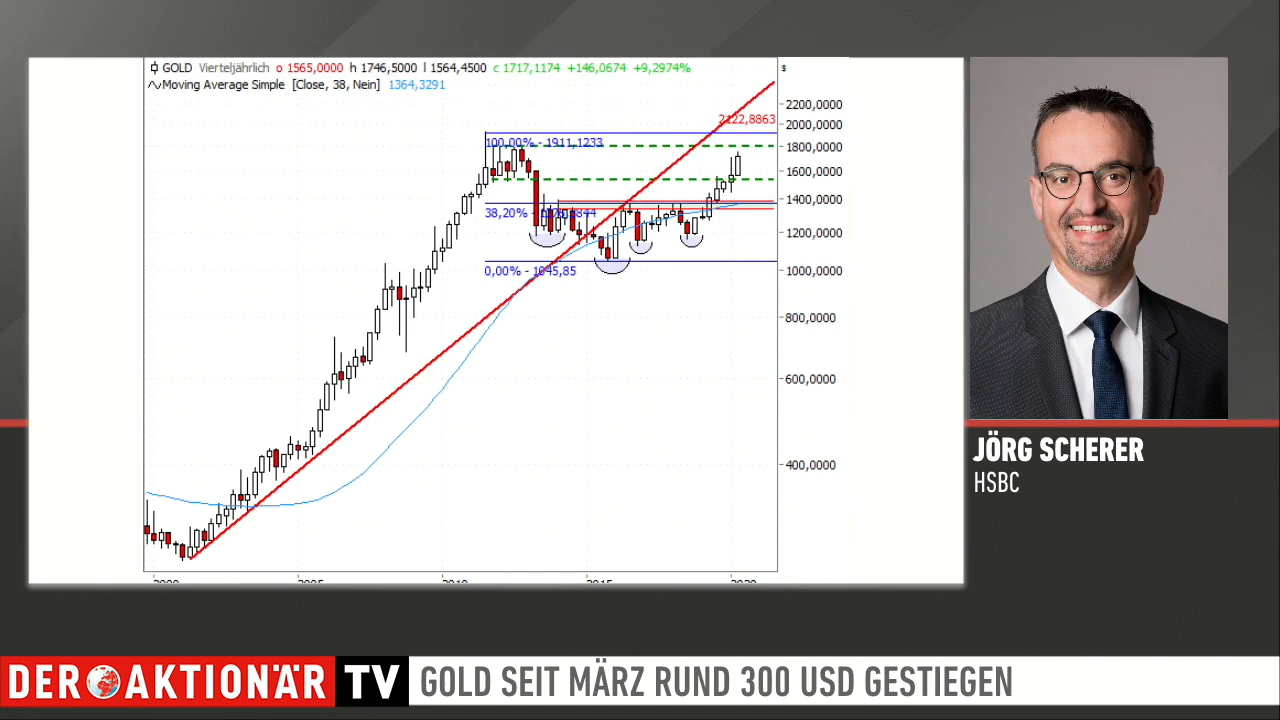 GOLD Vierteljährlich o 1565,0000 h 1746,5000 l 1564,4500 c 1717,1174 +146,0674 +9,2974%
Moving Average Simple [Close, 38, Nein] 1364,3291
$
2200,0000
2122,8863
2000,0000
100,00% - 1911,1233
1800,0000
1600,0000
1400,0000
38,20% -
1200,0000
0,00% - 1045,85
1000,0000
800,0000
600,0000
400,0000
2000 2005 2010 2015 2020
JÖRG SCHERER
HSBC
DER AKTIONÄR TV
GOLD SEIT MÄRZ RUND 300 USD GESTIEGEN